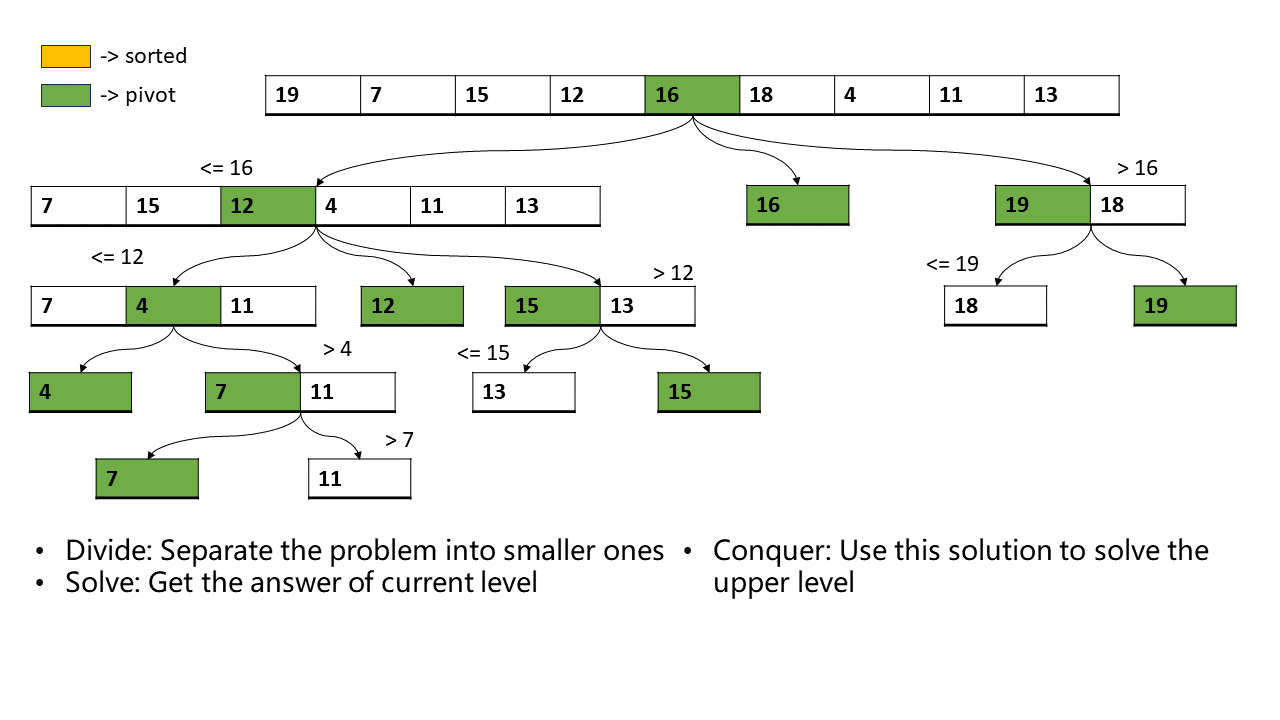 -> sorted
-> pivot
19 7 15 12 16 18 4 11 13
<= 16
> 16
7 15 12 4 11 13
16
19 18
<= 12
> 12
<= 19
7 4 11
12
15 13
18
19
> 4
<= 15
4
7 11
13
15
> 7
7
11
• Divide: Separate the problem into smaller ones
• Solve: Get the answer of current level
• Conquer: Use this solution to solve the
upper level